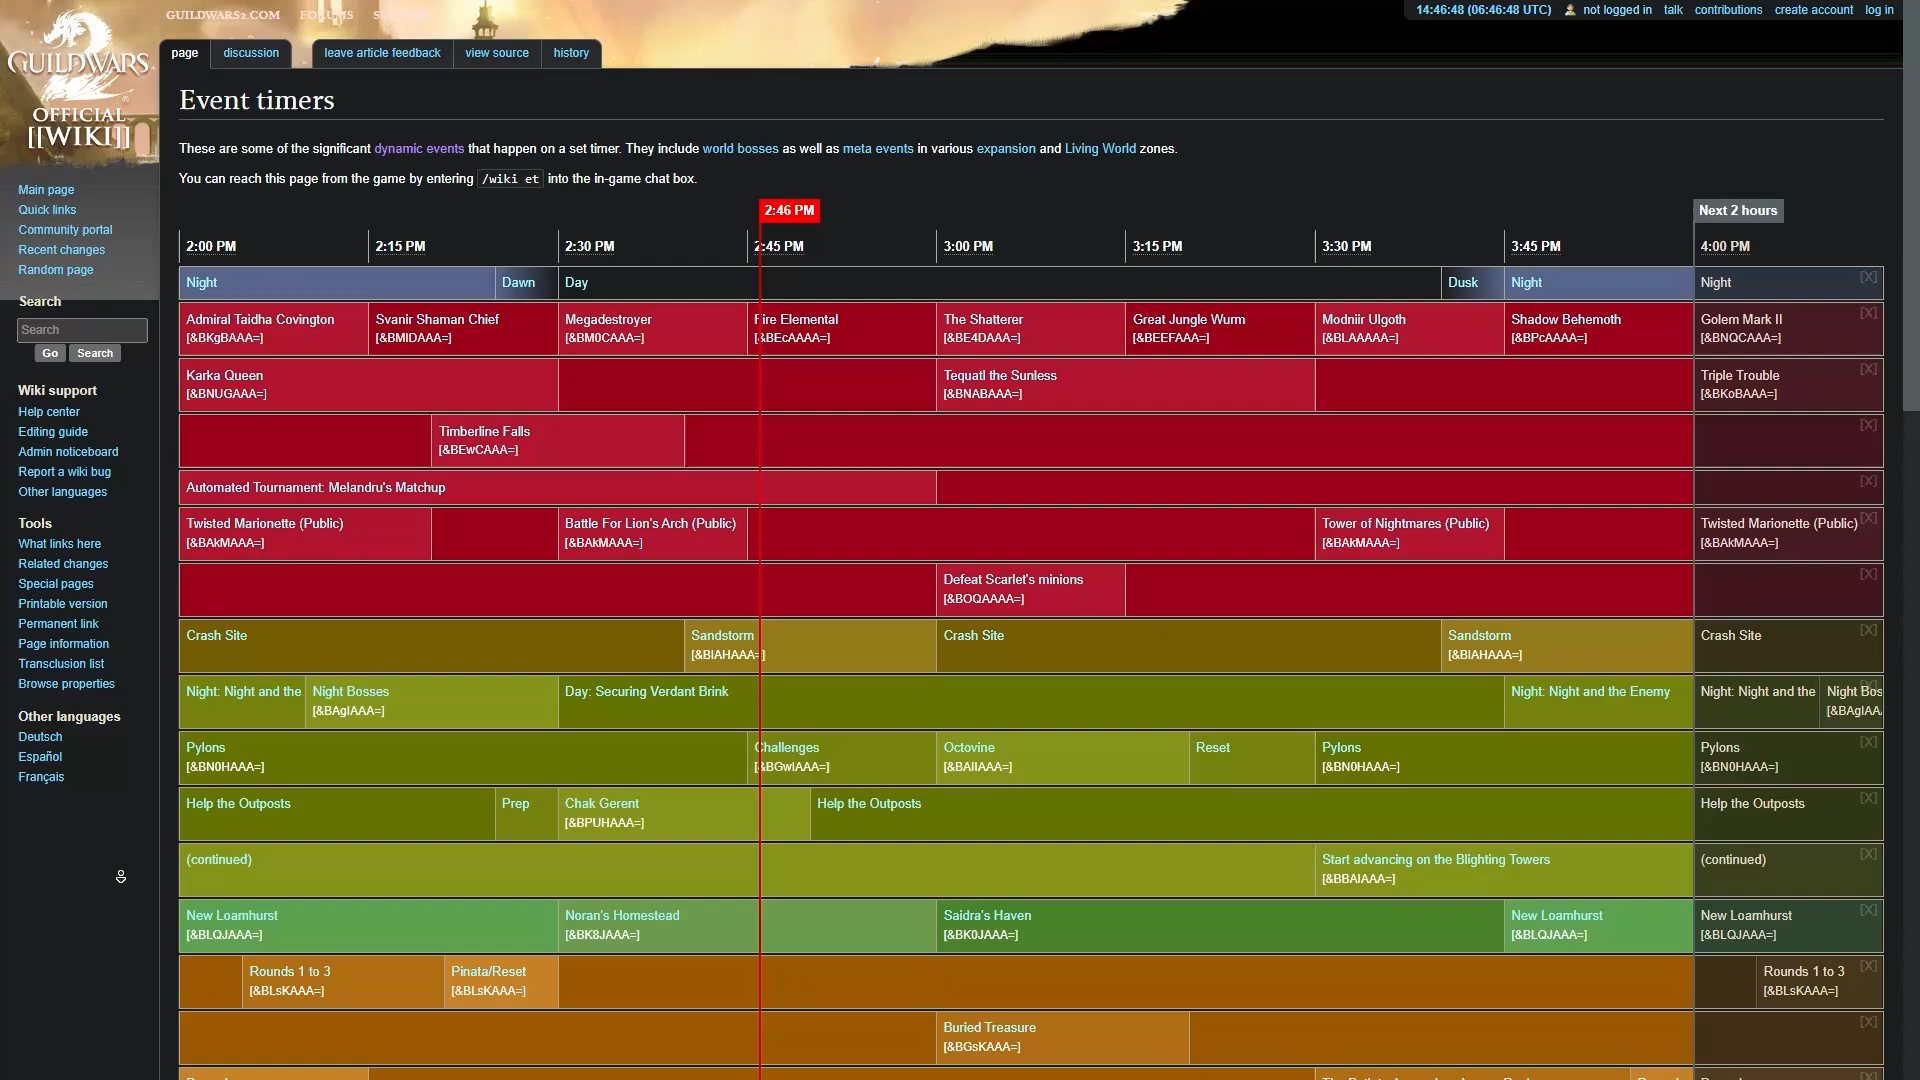 GUILDWARS2.COM FORUMS
14:46:48 (06:46:48 UTC) not logged in talk contributions create account log in
GUILDWARS
OFFICIAL
[[WIKI]]
page discussion leave article feedback view source history
Event timers
These are some of the significant dynamic events that happen on a set timer. They include world bosses as well as meta events in various expansion and Living World zones.
You can reach this page from the game by entering /wiki et into the in-game chat box.
Main page
Quick links
Community portal
Recent changes
Random page
Search
Search
Go Search
Wiki support
Help center
Editing guide
Admin noticeboard
Report a wiki bug
Other languages
Tools
What links here
Related changes
Special pages
Printable version
Permanent link
Page information
Transclusion list
Browse properties
Other languages
Deutsch
Español
Français
2:46 PM Next 2 hours
2:00 PM 2:15 PM 2:30 PM 2:45 PM 3:00 PM 3:15 PM 3:30 PM 3:45 PM 4:00 PM
Night Dawn Day Dusk Night Night [X]
Admiral Taidha Covington Svanir Shaman Chief Megadestroyer Fire Elemental The Shatterer Great Jungle Wurm Modniir Ulgoth Shadow Behemoth Golem Mark II [X]
[&BKgBAAA=] [&BMIDAAA=] [&BM0CAAA=] [&BEcAAAA=] [&BE4DAAA=] [&BEEFAAA=] [&BLAAAAA=] [&BPcAAAA=] [&BNQCAAA=]
Karka Queen Tequatl the Sunless Triple Trouble [X]
[&BNUGAAA=] [&BNABAAA=] [&BKoBAAA=]
Timberline Falls [X]
[&BEwCAAA=]
Automated Tournament: Melandru's Matchup [X]
Twisted Marionette (Public) Battle For Lion's Arch (Public) Tower of Nightmares (Public) Twisted Marionette (Public) [X]
[&BAkMAAA=] [&BAkMAAA=] [&BAkMAAA=] [&BAkMAAA=]
Defeat Scarlet's minions [X]
[&BOQAAAA=]
Crash Site Sandstorm Crash Site Sandstorm Crash Site [X]
[&BIAHAAA=] [&BIAHAAA=]
Night: Night and the Night Bosses Day: Securing Verdant Brink Night: Night and the Enemy Night: Night and the Night Bos
[&BAgIAAA=] [&BAgIAA
Pylons Challenges Octovine Reset Pylons Pylons [X]
[&BN0HAAA=] [&BGwIAAA=] [&BAIIAAA=] [&BN0HAAA=] [&BN0HAAA=]
Help the Outposts Prep Chak Gerent Help the Outposts Help the Outposts [X]
[&BPUHAAA=]
(continued) Start advancing on the Blighting Towers (continued) [X]
[&BBAIAAA=]
New Loamhurst Noran's Homestead Saidra's Haven New Loamhurst New Loamhurst [X]
[&BLQJAAA=] [&BK8JAAA=] [&BK0JAAA=] [&BLQJAAA=] [&BLQJAAA=]
Rounds 1 to 3 Pinata/Reset Rounds 1 to 3 [X]
[&BLsKAAA=] [&BLsKAAA=] [&BLsKAAA=]
Buried Treasure [X]
[&BGsKAAA=]